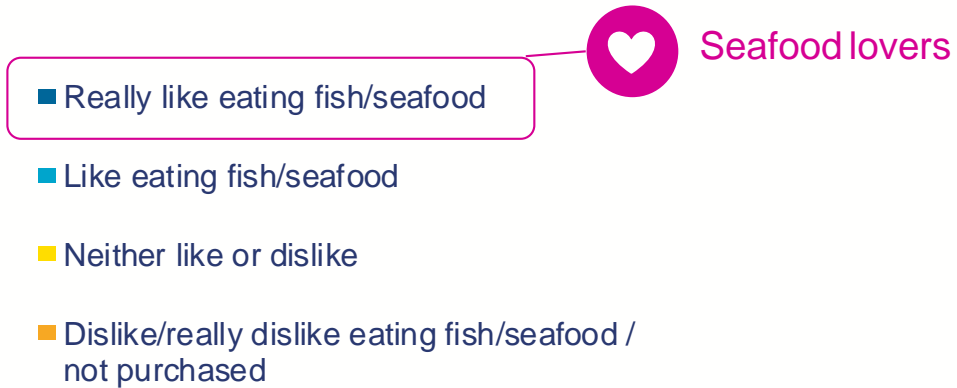 Seafood lovers
Really like eating fish/seafood
Like eating fish/seafood
Neither like or dislike
Dislike/really dislike eating fish/seafood /
not purchased